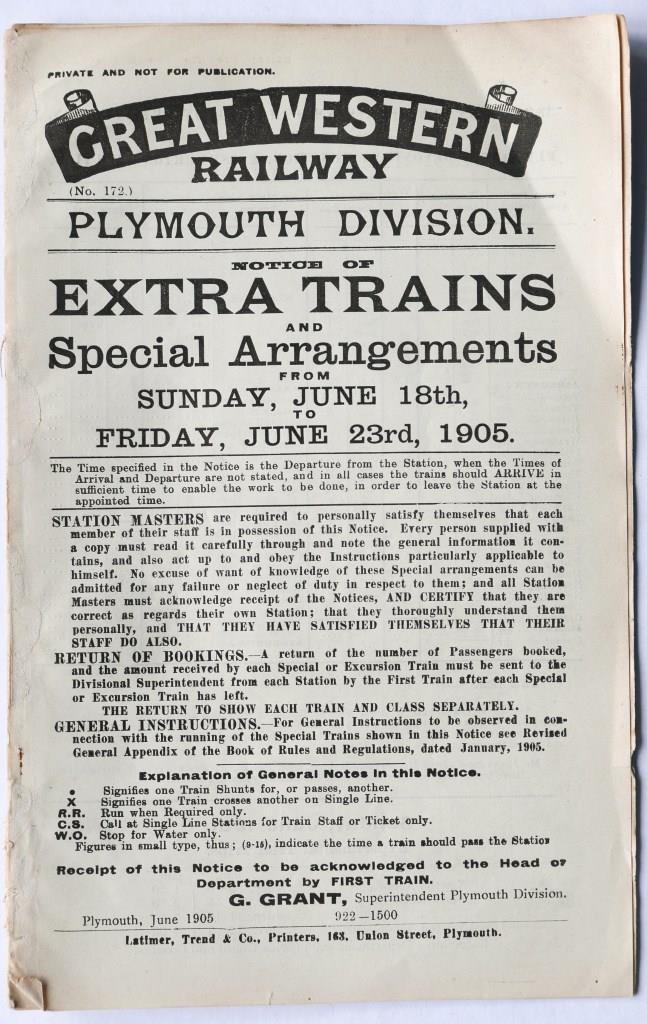 PRIVATE AND NOT FOR PUBLICATION.
GREAT WESTERN
RAILWAY
(No. 172.)
PLYMOUTH DIVISION.
NOTICE OF
EXTRA TRAINS
AND
Special Arrangements
FROM
SUNDAY, JUNE 18th,
TO
FRIDAY, JUNE 23rd, 1905.
The Time specified in the Notice is the Departure from the Station, when the Times of
Arrival and Departure are not stated, and in all cases the trains should ARRIVE in
sufficient time to enable the work to be done, in order to leave the Station at the
appointed time.
STATION MASTERS are required to personally satisfy themselves that each
member of their staff is in possession of this Notice. Every person supplied with
a copy must read it carefully through and note the general information it con-
tains, and also act up to and obey the Instructions particularly applicable to
himself. No excuse of want of knowledge of these Special arrangements can be
admitted for any failure or neglect of duty in respect to them; and all Station
Masters must acknowledge receipt of the Notices, AND CERTIFY that they are
correct as regards their own Station; that they thoroughly understand them
personally, and THAT THEY HAVE SATISFIED THEMSELVES THAT THEIR
STAFF DO ALSO.
RETURN OF BOOKINGS.—A return of the number of Passengers booked,
and the amount received by each Special or Excursion Train must be sent to the
Divisional Superintendent from each Station by the First Train after each Special
or Excursion Train has left.
THE RETURN TO SHOW EACH TRAIN AND CLASS SEPARATELY.
GENERAL INSTRUCTIONS.—For General Instructions to be observed in con-
nection with the running of the Special Trains shown in this Notice see Revised
General Appendix of the Book of Rules and Regulations, dated January, 1905.
Explanation of General Notes in this Notice.
• Signifies one Train Shunts for, or passes, another.
X Signifies one Train crosses another on Single Line.
R.R. Run when Required only.
C.S. Call at Single Line Stations for Train Staff or Ticket only.
W.O. Stop for Water only.
Figures in small type, thus; (9-15), indicate the time a train should pass the Station
Receipt of this Notice to be acknowledged to the Head of
Department by FIRST TRAIN.
G. GRANT, Superintendent Plymouth Division.
Plymouth, June 1905 922—1500
Latimer, Trend & Co., Printers, 163, Union Street, Plymouth.